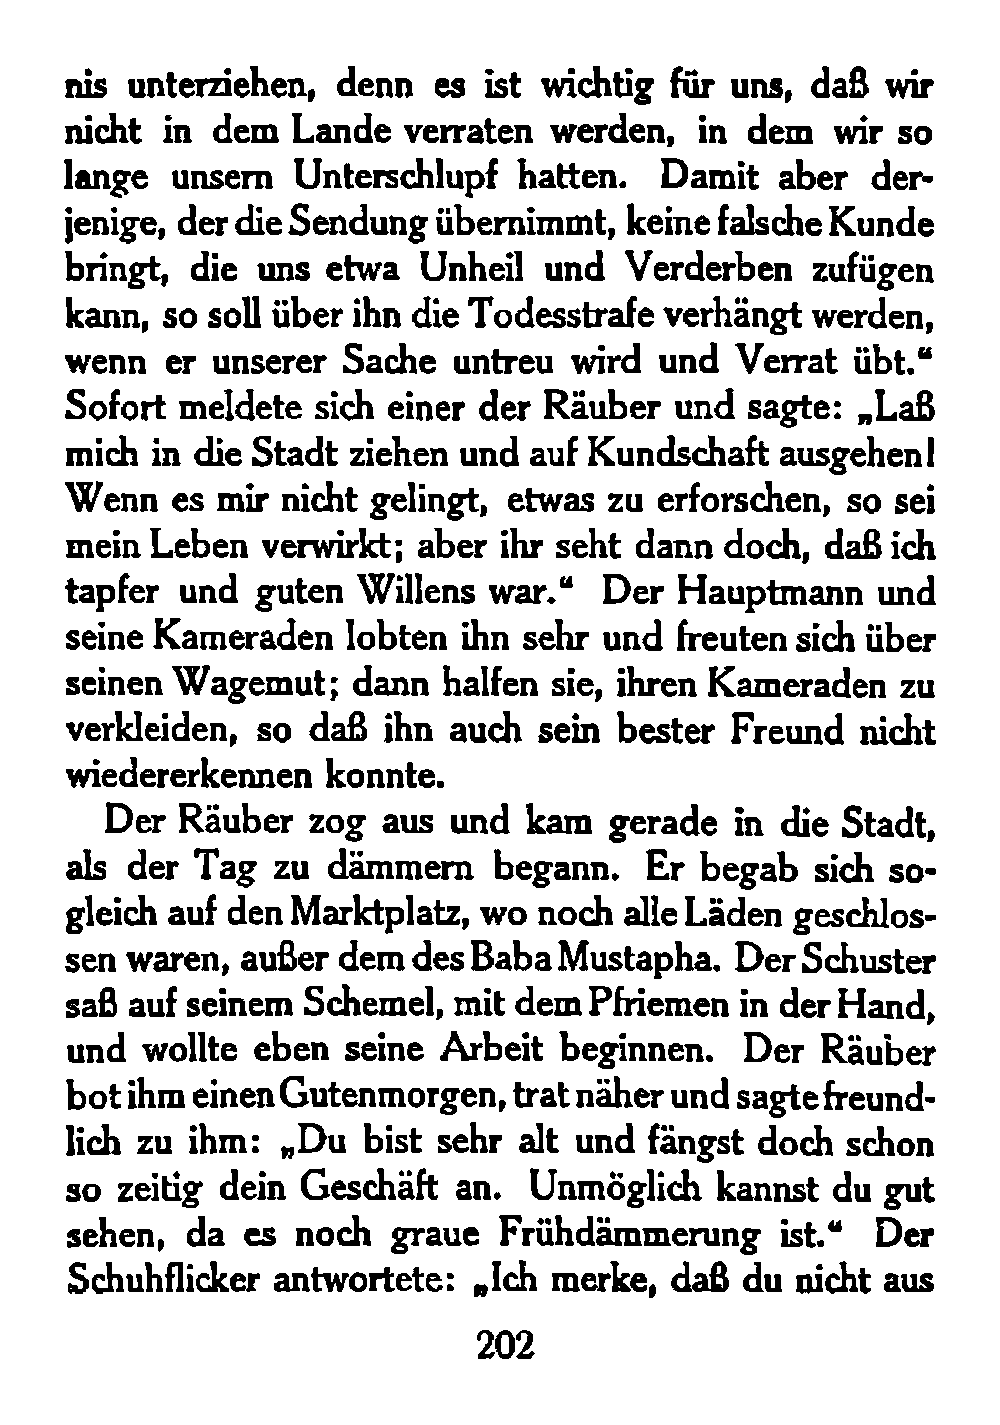 nis unterziehen, denn es ist wichtig für uns, daß wir
nicht in dem Lande verraten werden, in dem wir so
lange unsern Unterschlupf hatten. Damit aber der-
jenige, der die Sendung übernimmt, keine falsche Kunde
bringt, die uns etwa Unheil und Verderben zufügen
kann, so soll über ihn die Todesstrafe verhängt werden,
wenn er unserer Sache untreu wird und Verrat übt.“
Sofort meldete sich einer der Räuber und sagte: „Laß
mich in die Stadt ziehen und auf Kundschaft ausgehen!
Wenn es mir nicht gelingt, etwas zu erforschen, so sei
mein Leben verwirkt; aber ihr seht dann doch, daß ich
tapfer und guten Willens war.“ Der Hauptmann und
seine Kameraden lobten ihn sehr und freuten sich über
seinen Wagemut; dann halfen sie, ihren Kameraden zu
verkleiden, so daß ihn auch sein bester Freund nicht
wiedererkennen konnte.
Der Räuber zog aus und kam gerade in die Stadt,
als der Tag zu dämmern begann. Er begab sich so-
gleich auf den Marktplatz, wo noch alle Läden geschlos-
sen waren, außer dem des Baba Mustapha. Der Schuster
saß auf seinem Schemel, mit dem Pfriemen in der Hand,
und wollte eben seine Arbeit beginnen. Der Räuber
bot ihm einen Gutenmorgen, trat näher und sagte freund-
lich zu ihm: „Du bist sehr alt und fängst doch schon
so zeitig dein Geschäft an. Unmöglich kannst du gut
sehen, da es noch graue Frühdämmerung ist.“ Der
Schuhflicker antwortete: „Ich merke, daß du nicht aus
202